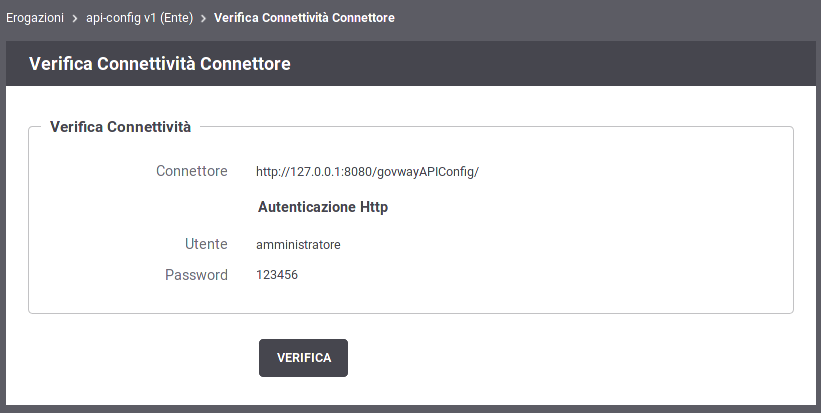 Erogazioni > api-config v1 (Ente) > Verifica Connettività Connettore
Verifica Connettività Connettore
Verifica Connettività
Connettore http://127.0.0.1:8080/govwayAPIConfig/
Autenticazione Http
Utente amministratore
Password 123456
VERIFICA